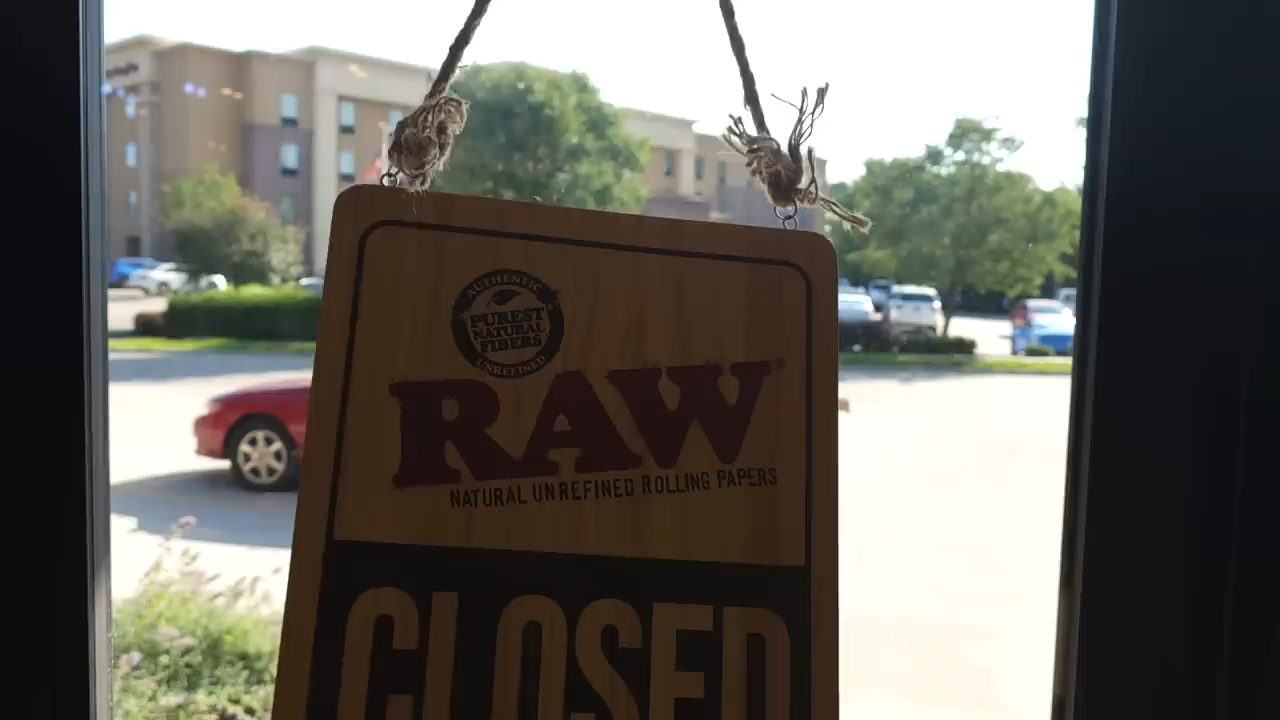 AUTHENTIC
PUREST
NATURAL
FIBERS
UNREFINED
RAW®
NATURAL UNREFINED ROLLING PAPERS
CLOSED